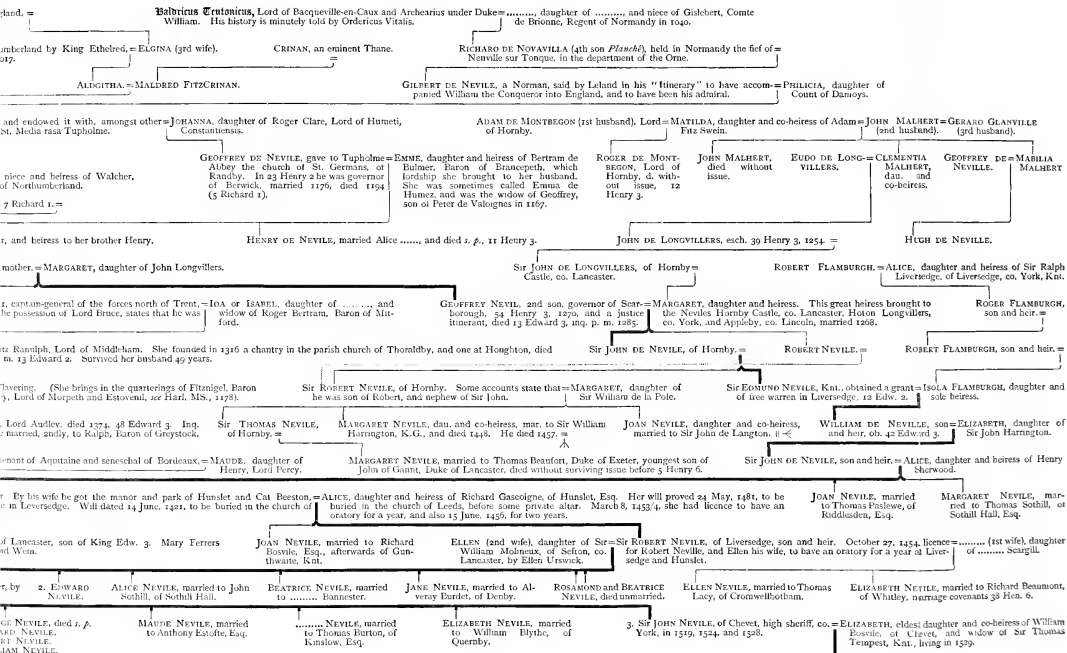 gland. =
Baldricus Teutonicus, Lord of Bacqueville-en-Caux and Archearius under Duke=........, daughter of ........, and niece of Gislebert, Comte
William. His history is minutely told by Ordericus Vitalis.
de Brionne, Regent of Normandy in 1040.
umberland by King Ethelred,=ELGINA (3rd wife).
017.
CRINAN, an eminent Thane.
=
RICHARD DE NOVAVILLA (4th son Planché), held in Normandy the fief of=
Neuville sur Tonque, in the department of the Orne.
ALDGITHA.=MALDRED FITZCRINAN.
GILBERT DE NEVILE, a Norman, said by Leland in his "Itinerary" to have accom-=PHILICIA, daughter of
panied William the Conqueror into England, and to have been his admiral.
Count of Damoys.
and endowed it with, amongst other=JOHANNA, daughter of Roger Clare, Lord of Humeti,
St. Media rasa Tupholme.
Constantiensis.
ADAM DE MONTBEGON (1st husband), Lord=MATILDA, daughter and co-heiress of Adam=JOHN MALHERT=GERARD GLANVILLE
of Hornby.
Fitz Swein.
(2nd husband).
(3rd husband).
niece and heiress of Walcher,
of Northumberland.
7 Richard 1.=
GEOFFREY DE NEVILE, gave to Tupholme=EMME, daughter and heiress of Bertram de
Abbey the church of St. Germans, of
Randby. In 23 Henry 2 he was governor
of Berwick, married 1176, died 1194
(5 Richard 1).
Bulmer, Baron of Brancepeth, which
lordship she brought to her husband.
She was sometimes called Emma de
Humez, and was the widow of Geoffrey,
son of Peter de Valoignes in 1167.
ROGER DE MONT-
BEGON, Lord of
Hornby, d. with-
out issue, 12
Henry 3.
JOHN MALHERT,
died without
issue.
EUDO DE LONG-=CLEMENTIA
VILLERS.
MALHERT,
dau. and
co-heiress.
GEOFFREY DE=MABILIA
NEVILLE.
MALHERT
r, and heiress to her brother Henry.
HENRY DE NEVILE, married Alice ......, and died s. p., 11 Henry 3.
JOHN DE LONGVILLERS, esch. 39 Henry 3, 1254. =
HUGH DE NEVILLE.
mother.=MARGARET, daughter of John Longvillers.
Sir JOHN DE LONGVILLERS, of Hornby=
Castle, co. Lancaster.
ROBERT FLAMBURGH.=ALICE, daughter and heiress of Sir Ralph
Liversedge, of Liversedge, co. York, Knt.
1, captain-general of the forces north of Trent,=IDA or ISABEL, daughter of ........, and
he possession of Lord Bruce, states that he was
widow of Roger Bertram, Baron of Mit-
ford.
GEOFFREY NEVIL, 2nd son, governor of Scar-=MARGARET, daughter and heiress. This great heiress brought to
borough, 54 Henry 3, 1270, and a justice
itinerant, died 13 Edward 3, inq. p. m. 1285.
the Neviles Hornby Castle, co. Lancaster, Hoton Longvillers,
co. York, and Appleby, co. Lincoln, married 1268.
ROGER FLAMBURGH,
son and heir.=
tz Ranulph, Lord of Middleham. She founded in 1316 a chantry in the parish church of Thoraldby, and one at Houghton, died
m. 13 Edward 2. Survived her husband 49 years.
Sir JOHN DE NEVILE, of Hornby.=
ROBERT NEVILE.=
ROBERT FLAMBURGH, son and heir.=
Clavering. (She brings in the quarterings of Fitznigel, Baron
y, Lord of Morpeth and Estovenl, see Harl. MS., 1178).
Sir ROBERT NEVILE, of Hornby. Some accounts state that=MARGARET, daughter of
he was son of Robert, and nephew of Sir John.
Sir William de la Pole.
Sir EDMUND NEVILE, Knt., obtained a grant=ISOLA FLAMBURGH, daughter and
of free warren in Liversedge, 12 Edw. 2.
sole heiress.
Lord Audley, died 1374, 48 Edward 3. Inq.
married, 2ndly, to Ralph, Baron of Greystock.
Sir THOMAS NEVILE,
of Hornby.=
MARGARET NEVILE, dau. and co-heiress, mar. to Sir William
Harrington, K.G., and died 1448. He died 1457. =
JOAN NEVILE, daughter and co-heiress,
married to Sir John de Langton.
WILLIAM DE NEVILE, son=ELIZABETH, daughter of
and heir, ob. 42 Edward 3.
Sir John Harrington.
enant of Aquitaine and seneschal of Bordeaux.=MAUDE, daughter of
Henry, Lord Percy.
MARGARET NEVILE, married to Thomas Beaufort, Duke of Exeter, youngest son of
John of Gaunt, Duke of Lancaster, died without surviving issue before 5 Henry 6.
Sir JOHN DE NEVILE, son and heir.=ALICE, daughter and heiress of Henry
Sherwood.
r By his wife he got the manor and park of Hunslet and Cat Beeston,=ALICE, daughter and heiress of Richard Gascoigne, of Hunslet, Esq. Her will proved 24 May, 1481, to be
e in Leversedge. Will dated 14 June, 1421, to be buried in the church of
buried in the church of Leeds, before some private altar. March 8, 1453/4, she had licence to have an
oratory for a year, and also 15 June, 1456, for two years.
JOAN NEVILE, married
to Thomas Paslewe, of
Riddlesden, Esq.
MARGARET NEVILE, mar-
ried to Thomas Sothill, of
Sothill Hall, Esq.
of Lancaster, son of King Edw. 3. Mary Ferrers
nd Wem.
JOAN NEVILE, married to Richard
Bosvile, Esq., afterwards of Gun-
thwaite, Knt.
ELLEN (2nd wife), daughter of Sir=Sir ROBERT NEVILE, of Liversedge, son and heir. October 27, 1454, licence=........ (1st wife), daughter
William Molineux, of Sefton, co.
Lancaster, by Ellen Urswick.
for Robert Neville, and Ellen his wife, to have an oratory for a year at Liver-
sedge and Hunslet.
of ........ Scargill.
r, by
2. EDWARD
NEVILE.
ALICE NEVILE, married to John
Sothill, of Sothill Hall.
BEATRICE NEVILE, married
to ........ Bannester.
JANE NEVILE, married to Al-
veray Burdet, of Denby.
ROSAMOND and BEATRICE
NEVILE, died unmarried.
ELLEN NEVILE, married to Thomas
Lacy, of Cromwellbotham.
ELIZABETH NEVILE, married to Richard Beaumont,
of Whitley, marriage covenants 38 Hen. 6.
GE NEVILE, died s. p.
ARD NEVILE.
RT NEVILE.
IAM NEVILE.
MAUDE NEVILE, married
to Anthony Estofte, Esq.
........ NEVILE, married
to Thomas Burton, of
Kinslow, Esq.
ELIZABETH NEVILE, married
to William Blythe, of
Quernby.
3. Sir JOHN NEVILE, of Chevet, high sheriff, co.=ELIZABETH, eldest daughter and co-heiress of William
York, in 1519, 1524, and 1528.
Bosvile, of Chevet, and widow of Sir Thomas
Tempest, Knt., living in 1529.